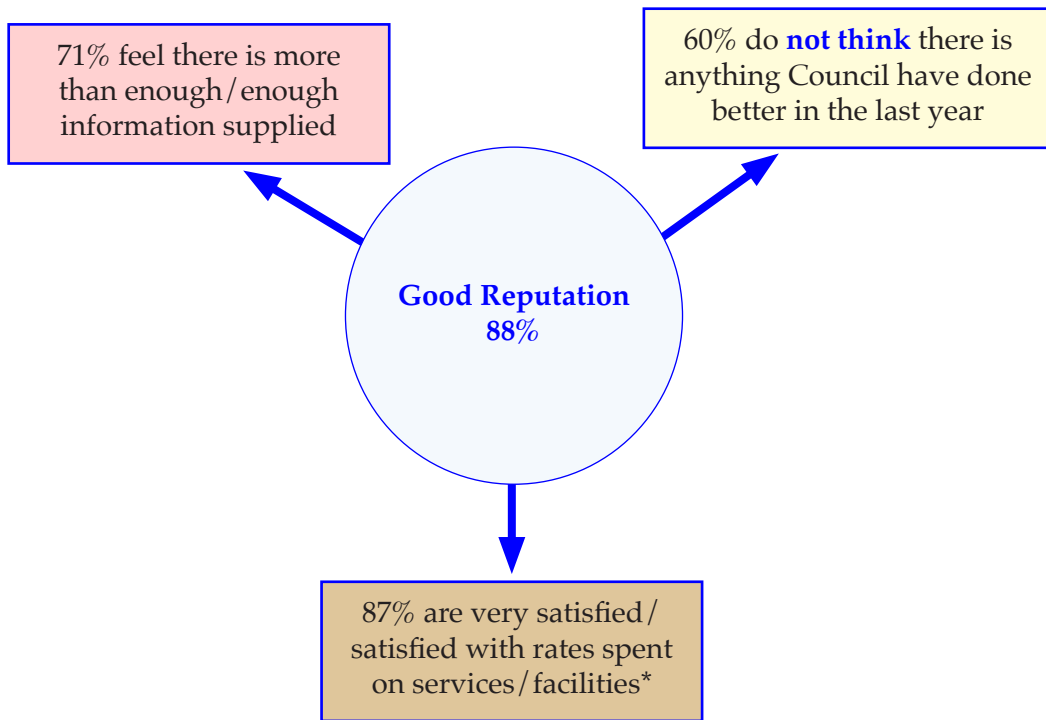 71% feel there is more
than enough/enough
information supplied
60% do not think there is
anything Council have done
better in the last year
Good Reputation
88%
87% are very satisfied/
satisfied with rates spent
on services/facilities*